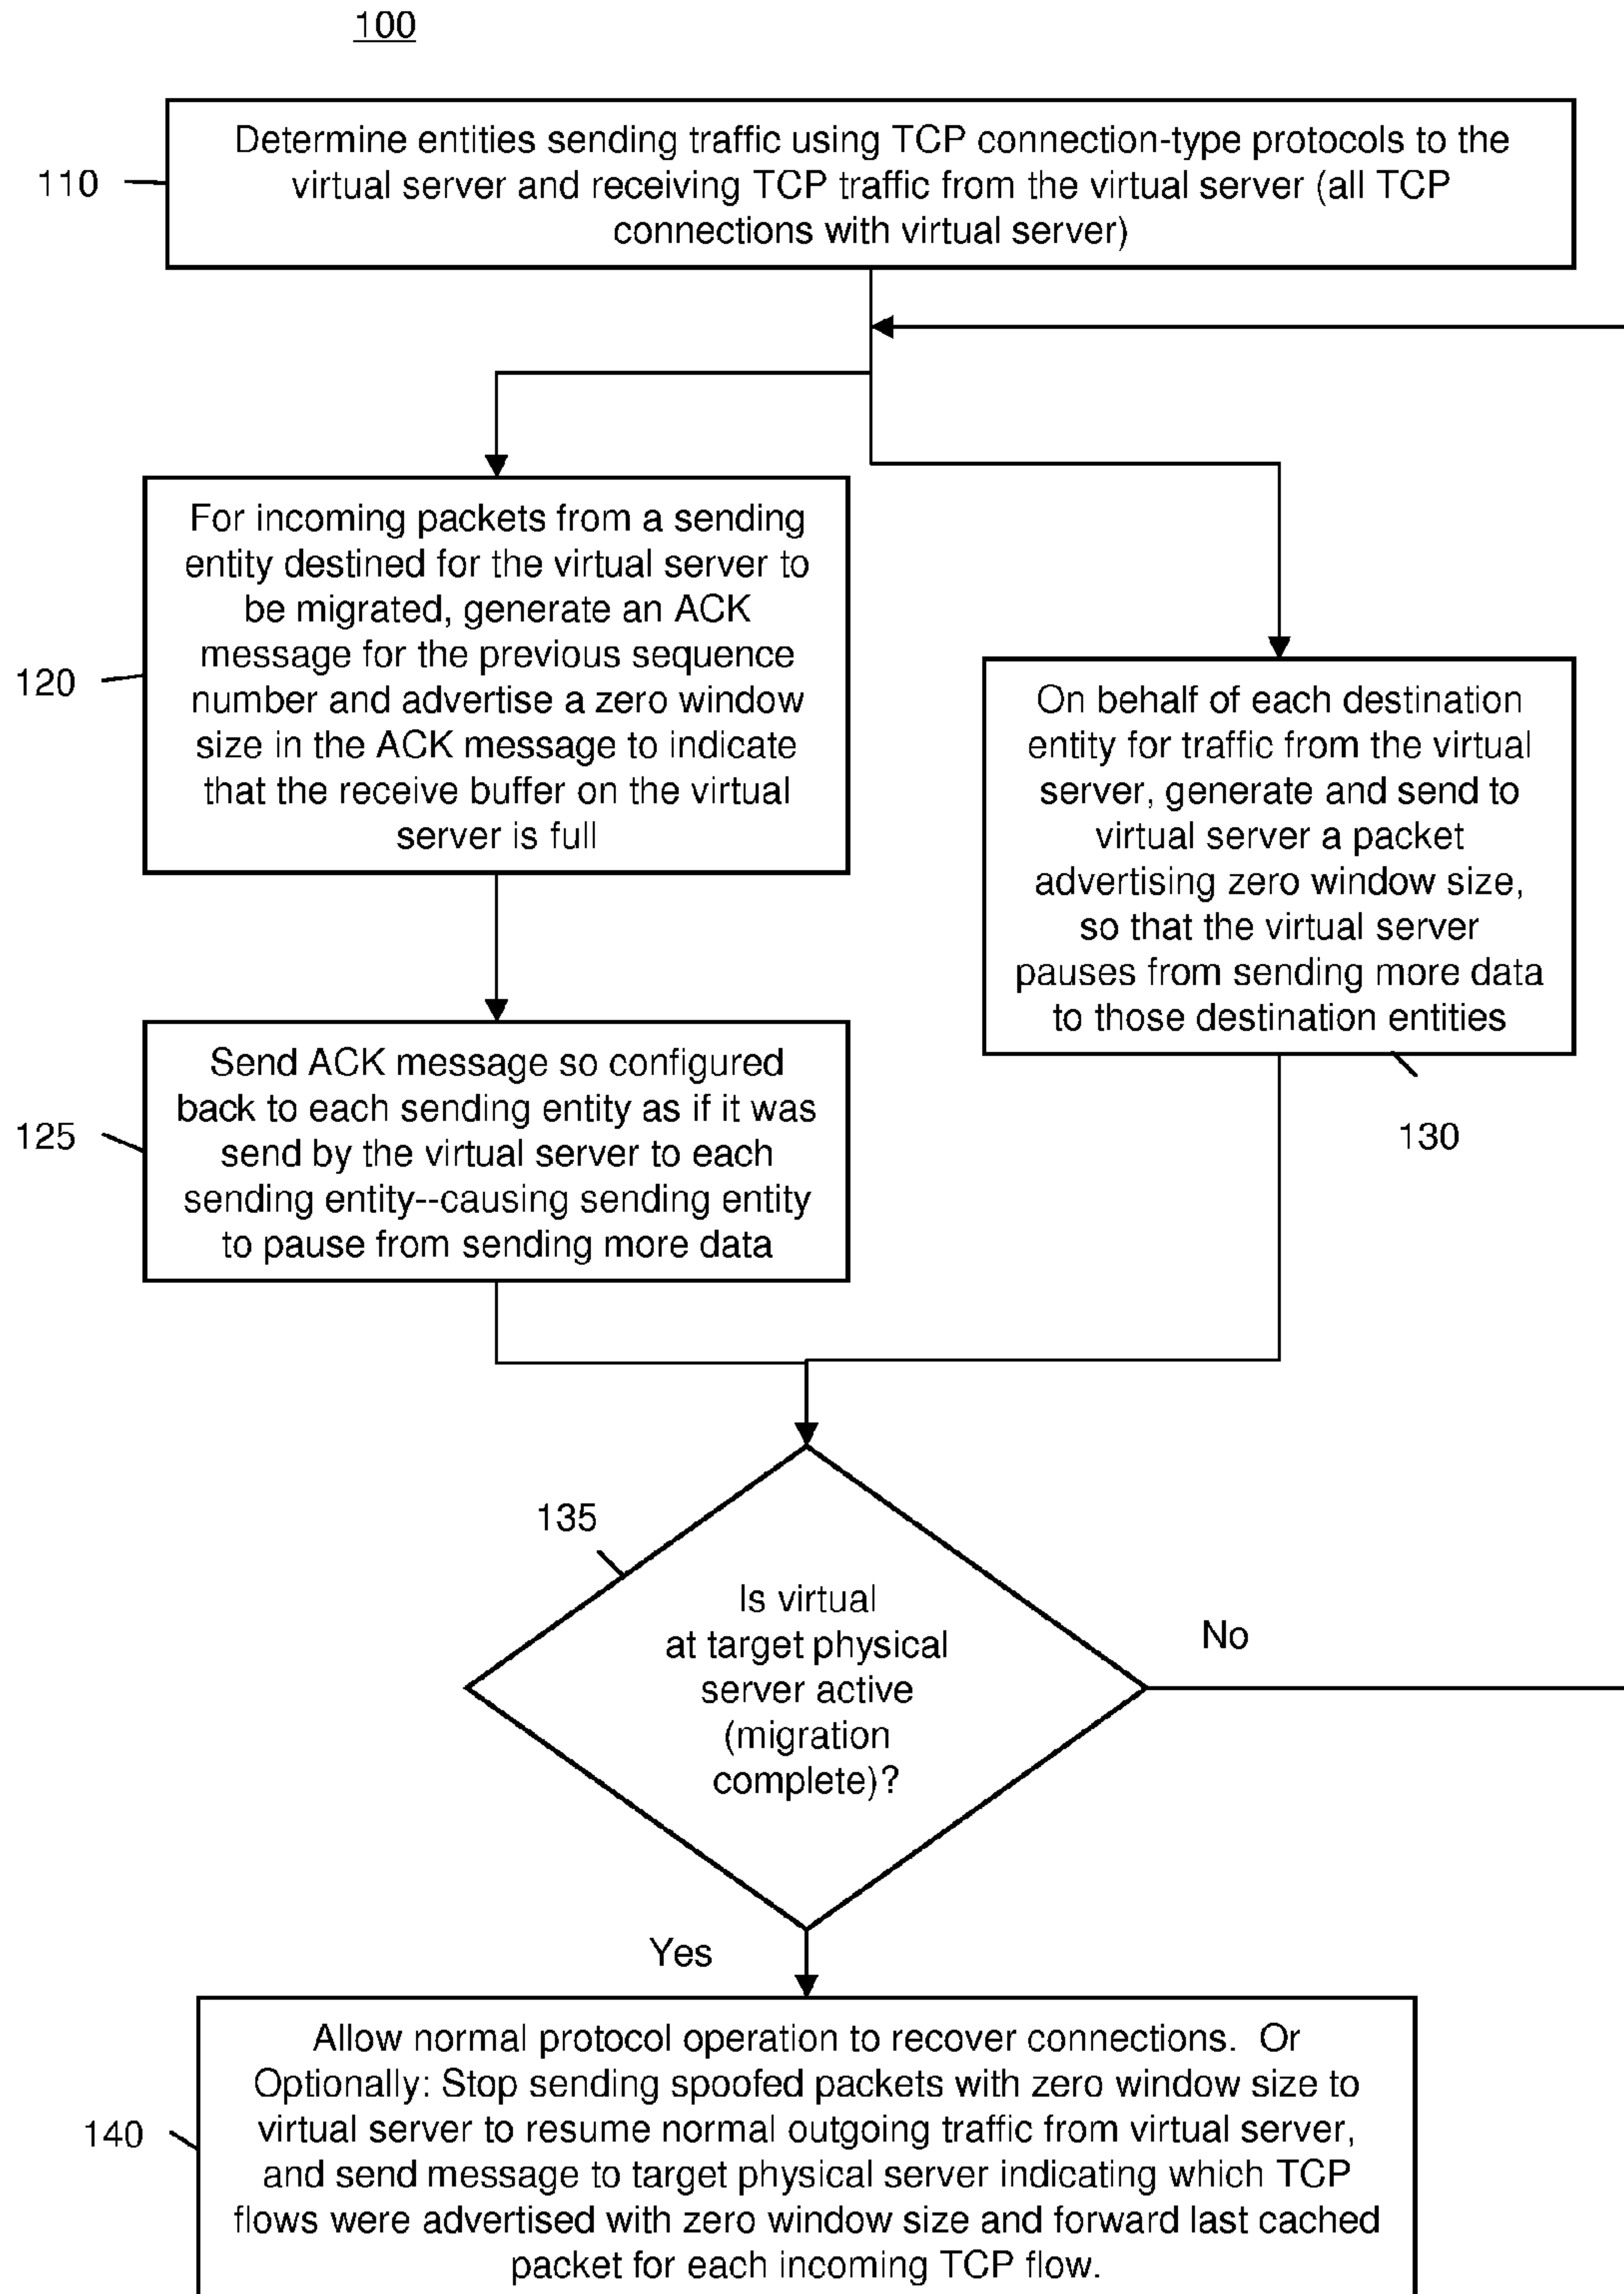 100
110
Determine entities sending traffic using TCP connection-type protocols to the
virtual server and receiving TCP traffic from the virtual server (all TCP
connections with virtual server)
120
For incoming packets from a sending
entity destined for the virtual server to
be migrated, generate an ACK
message for the previous sequence
number and advertise a zero window
size in the ACK message to indicate
that the receive buffer on the virtual
server is full
On behalf of each destination
entity for traffic from the virtual
server, generate and send to
virtual server a packet
advertising zero window size,
so that the virtual server
pauses from sending more data
to those destination entities
130
125
Send ACK message so configured
back to each sending entity as if it was
send by the virtual server to each
sending entity--causing sending entity
to pause from sending more data
135
Is virtual
at target physical
server active
(migration
complete)?
No
Yes
140
Allow normal protocol operation to recover connections.  Or
Optionally: Stop sending spoofed packets with zero window size to
virtual server to resume normal outgoing traffic from virtual server,
and send message to target physical server indicating which TCP
flows were advertised with zero window size and forward last cached
packet for each incoming TCP flow.